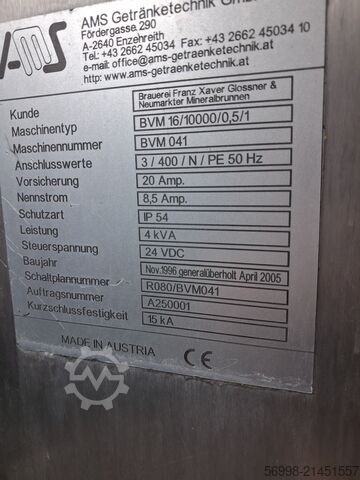 AMS
AMS Getränketechnik GmbH
Fördergasse 290
A-2640 Enzenreith
Tel.: +43 2662 45034 Fax: +43 2662 45034 10
e-mail: office@ams-getraenketechnik.at
http: www.ams-getraenketechnik.at
Kunde Brauerei Franz Xaver Glossner & Neumarkter Mineralbrunnen
Maschinentyp BVM 16/10000/0,5/1
Maschinennummer BVM 041
Anschlusswerte 3 / 400 / N / PE 50 Hz
Vorsicherung 20 Amp.
Nennstrom 8,5 Amp.
Schutzart IP 54
Leistung 4 kVA
Steuerspannung 24 VDC
Baujahr Nov.1996 generalüberholt April 2005
Schaltplannummer R080/BVM041
Auftragsnummer A250001
Kurzschlussfestigkeit 15 kA
MADE IN AUSTRIA CE
56998-21451557